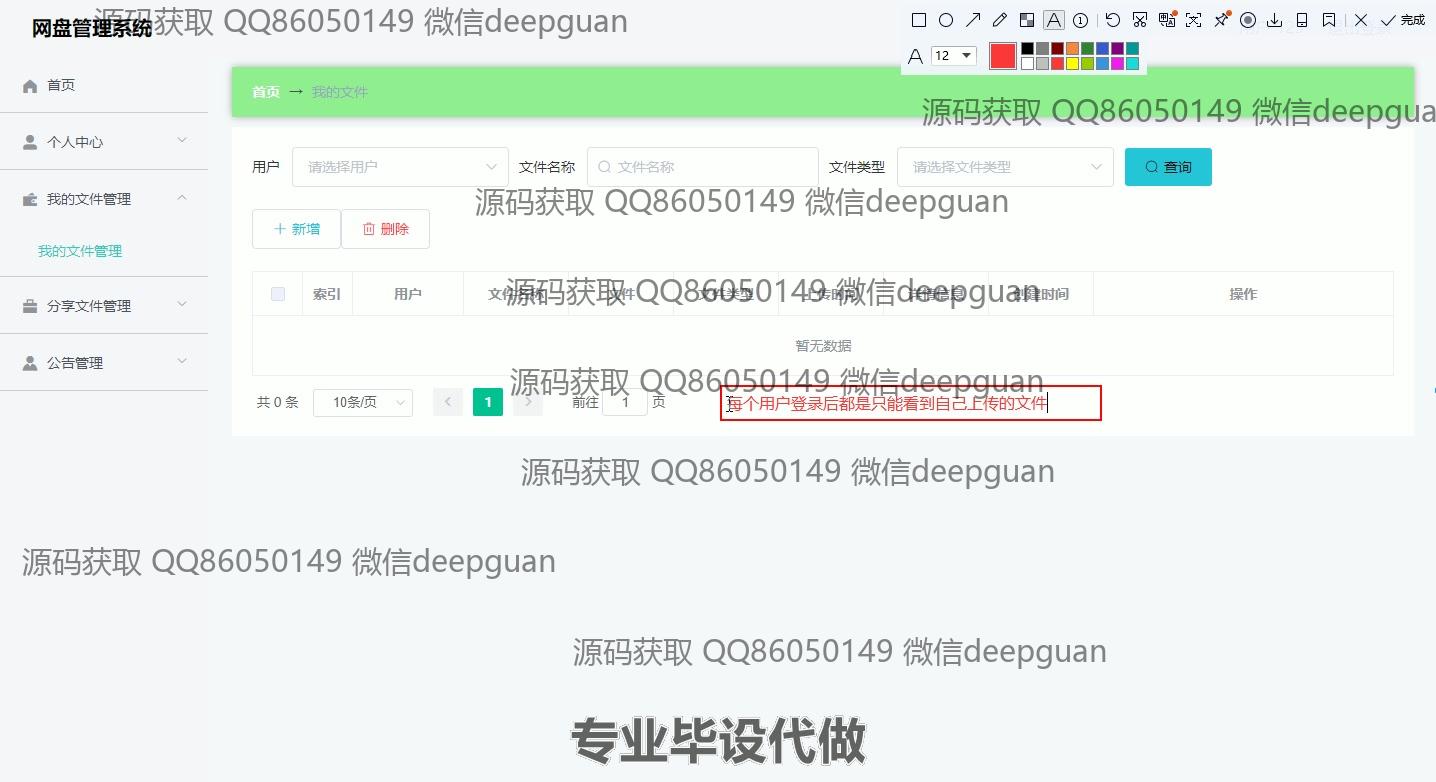 源码获取 QQ86050149 微信deepguan
网盘管理系统
12
完成
首页
个人中心
我的文件管理
我的文件管理
分享文件管理
公告管理
首页 → 我的文件
源码获取 QQ86050149 微信deepgua
用户 请选择用户 文件名称 文件名称 文件类型 请选择文件类型 查询
源码获取 QQ86050149 微信deepguan
新增 删除
索引 用户 文件名称 文件 文件类型 上传时间 详情信息 创建时间 操作
源码获取 QQ86050149 微信deepguan
暂无数据
源码获取 QQ86050149 微信deepguan
共 0 条 10条/页 1 前往 1 页
每个用户登录后都是只能看到自己上传的文件
源码获取 QQ86050149 微信deepguan
源码获取 QQ86050149 微信deepguan
源码获取 QQ86050149 微信deepguan
专业毕设代做